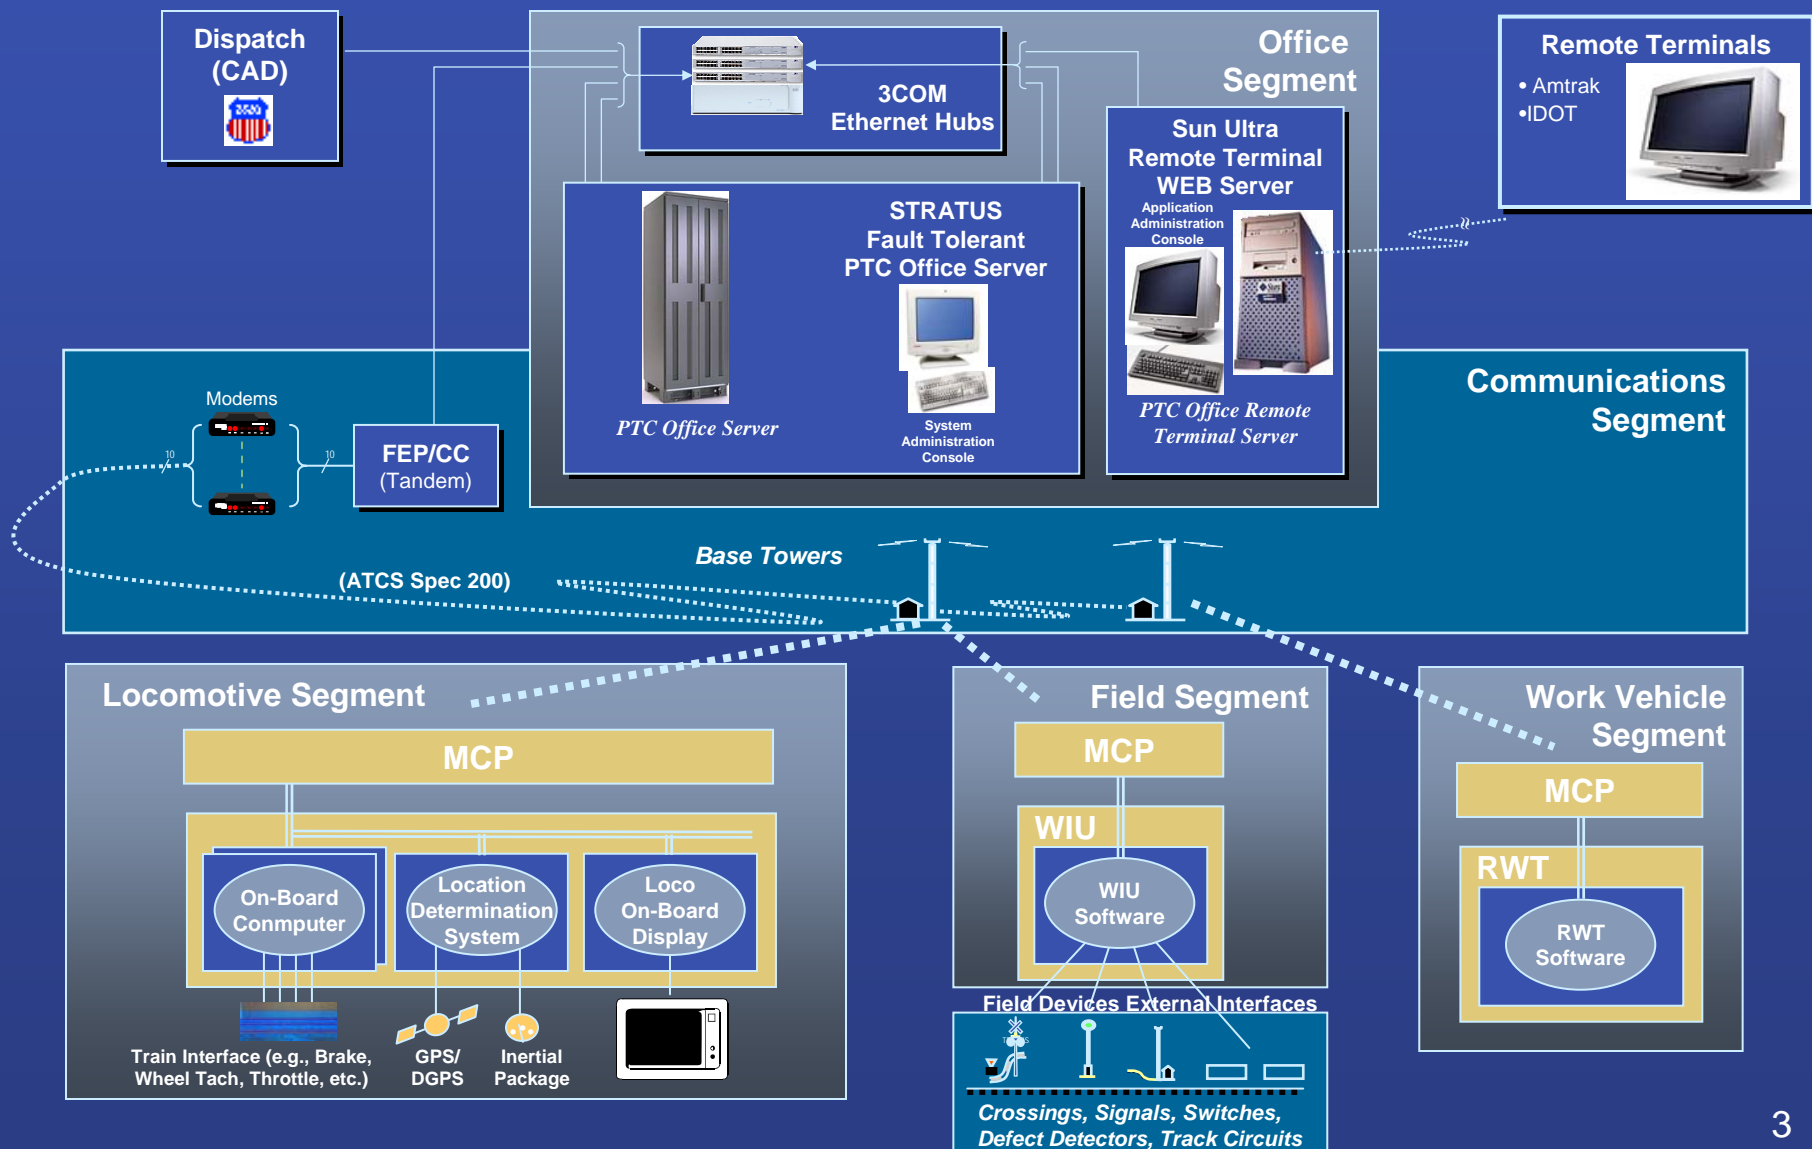 Dispatch
(CAD)
Office
Segment
3COM
Ethernet Hubs
Remote Terminals
• Amtrak
•IDOT
Sun Ultra
Remote Terminal
WEB Server
Application
Administration
Console
PTC Office Remote
Terminal Server
STRATUS
Fault Tolerant
PTC Office Server
PTC Office Server
System
Administration
Console
Communications
Segment
Modems
10
10
FEP/CC
(Tandem)
Base Towers
(ATCS Spec 200)
Locomotive Segment
MCP
On-Board
Conmputer
Location
Determination
System
Loco
On-Board
Display
Train Interface (e.g., Brake,
Wheel Tach, Throttle, etc.)
GPS/
DGPS
Inertial
Package
Field Segment
MCP
WIU
WIU
Software
Field Devices External Interfaces
Crossings, Signals, Switches,
Defect Detectors, Track Circuits
Work Vehicle
Segment
MCP
RWT
RWT
Software
3